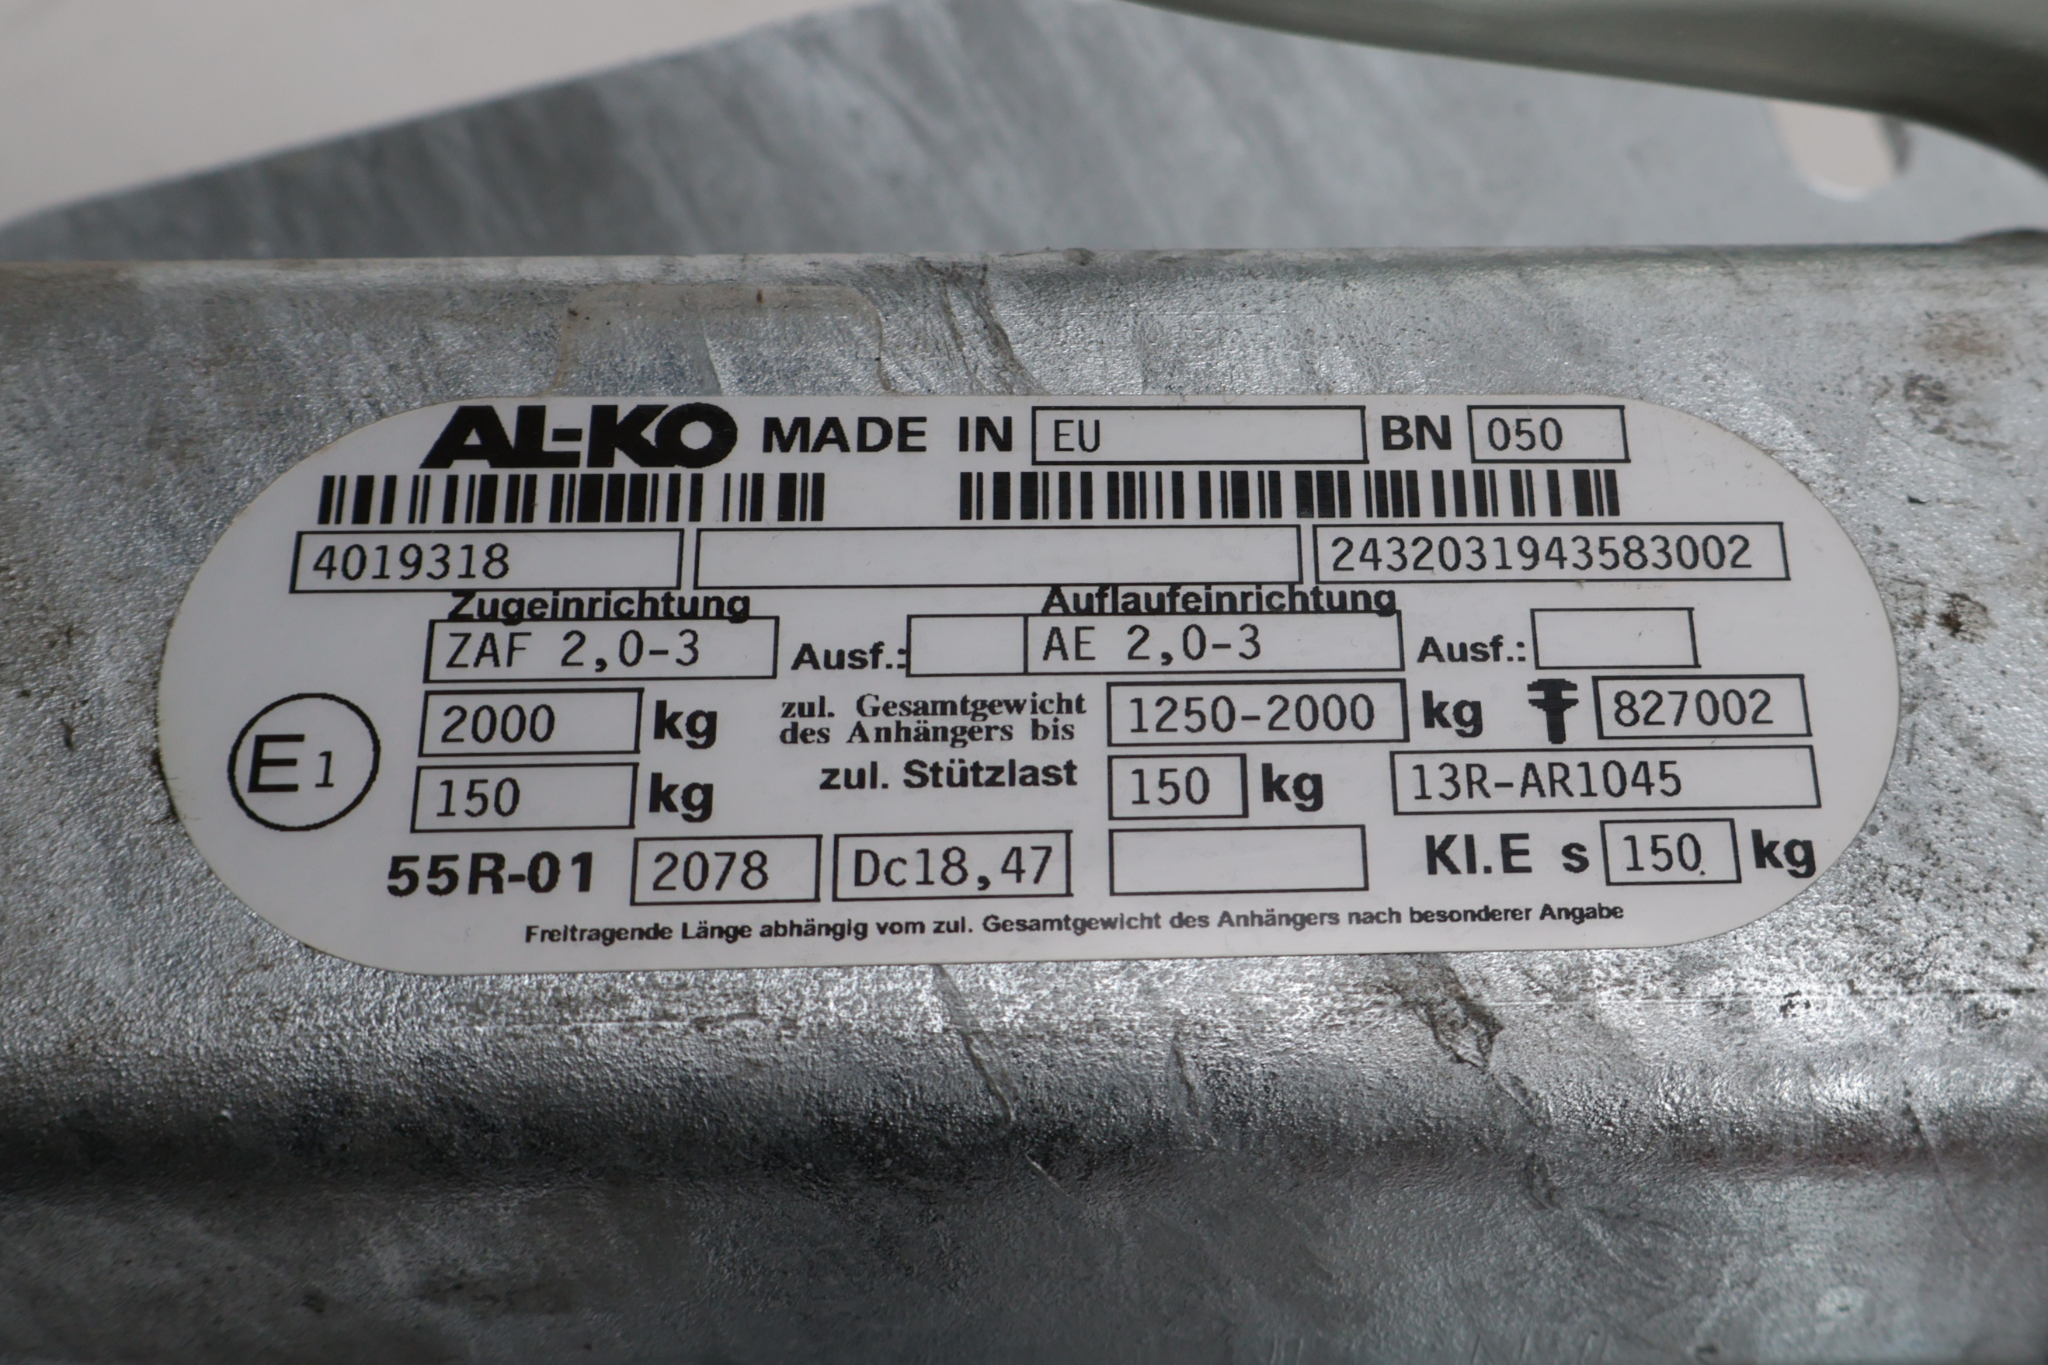 AL-KO MADE IN EU BN 050
4019318 2432031943583002
Zugeinrichtung Auflaufeinrichtung
ZAF 2,0-3 Ausf.: AE 2,0-3 Ausf.:
E1 2000 kg zul. Gesamtgewicht des Anhängers bis 1250-2000 kg 827002
150 kg zul. Stützlast 150 kg 13R-AR1045
55R-01 2078 Dc18,47 Kl.E s 150 kg
Freitragende Länge abhängig vom zul. Gesamtgewicht des Anhängers nach besonderer Angabe